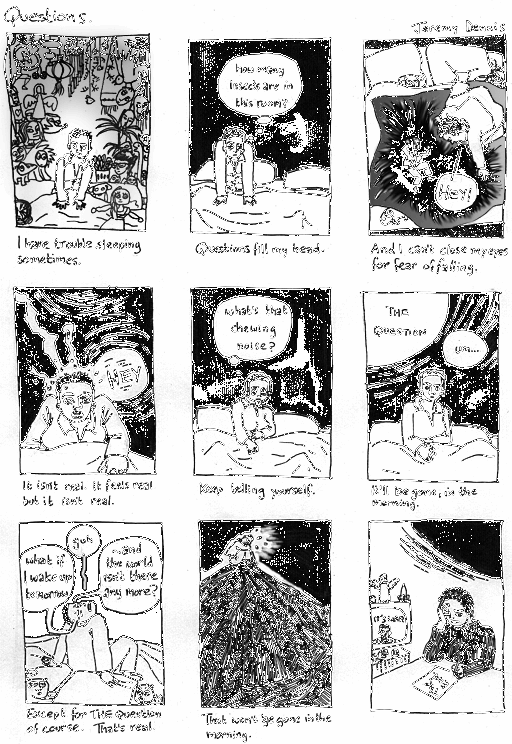 Questions.
Jeremy Dennis
I have trouble sleeping
sometimes.
How many
insects are in
this room?
Questions fill my head.
HEY!
And I can't close my eyes
for fear of falling.
HEY
It isn't real. It feels real
but it isn't real.
What's that
chewing
noise?
Keep telling yourself.
THE
QUESTION
um...
It'll be gone, in the
morning.
what if
I wake up
tomorrow
guh
...and
the world
isn't there
any more?
Except for THE Question
of course. That's real.
That won't be gone in the
morning.